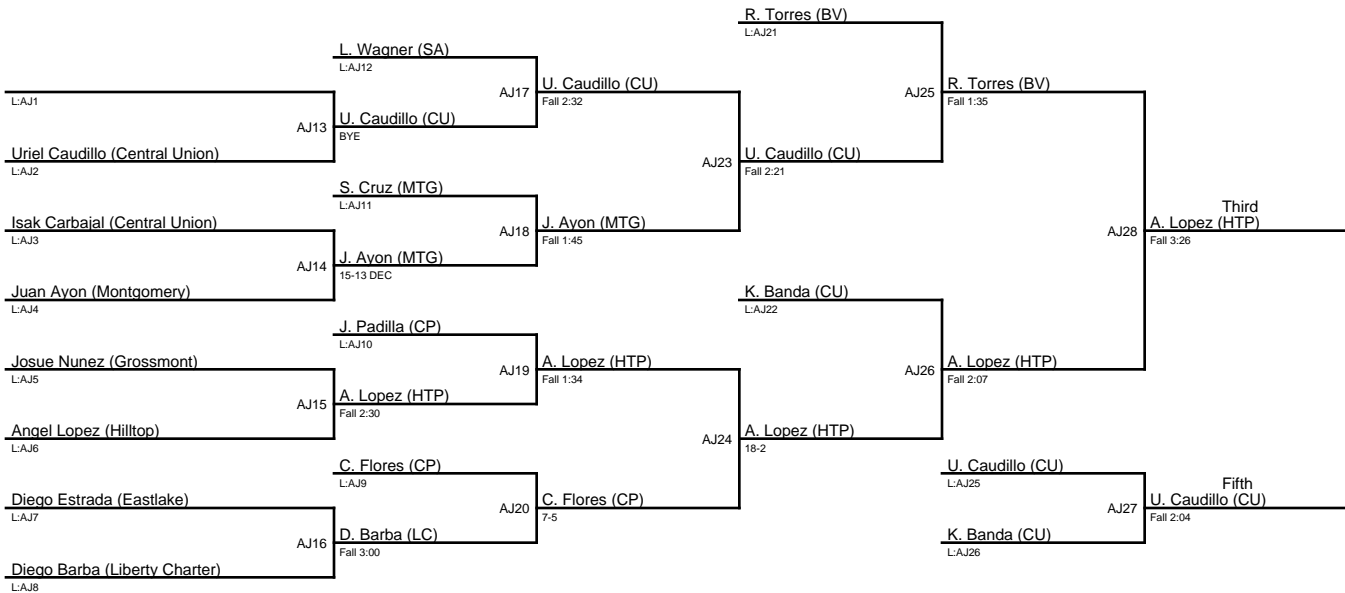 R. Torres (BV)
L:AJ21
L. Wagner (SA)
L:AJ12
AJ17
U. Caudillo (CU)
Fall 2:32
AJ25
R. Torres (BV)
Fall 1:35
L:AJ1
AJ13
U. Caudillo (CU)
BYE
Uriel Caudillo (Central Union)
L:AJ2
AJ23
U. Caudillo (CU)
Fall 2:21
S. Cruz (MTG)
L:AJ11
Isak Carbajal (Central Union)
L:AJ3
AJ18
J. Ayon (MTG)
Fall 1:45
AJ28
Third
A. Lopez (HTP)
Fall 3:26
AJ14
J. Ayon (MTG)
15-13 DEC
Juan Ayon (Montgomery)
L:AJ4
K. Banda (CU)
L:AJ22
J. Padilla (CP)
L:AJ10
Josue Nunez (Grossmont)
L:AJ5
AJ19
A. Lopez (HTP)
Fall 1:34
AJ26
A. Lopez (HTP)
Fall 2:07
AJ15
A. Lopez (HTP)
Fall 2:30
Angel Lopez (Hilltop)
L:AJ6
AJ24
A. Lopez (HTP)
18-2
C. Flores (CP)
L:AJ9
U. Caudillo (CU)
L:AJ25
Diego Estrada (Eastlake)
L:AJ7
AJ20
C. Flores (CP)
7-5
AJ27
Fifth
U. Caudillo (CU)
Fall 2:04
AJ16
D. Barba (LC)
Fall 3:00
K. Banda (CU)
L:AJ26
Diego Barba (Liberty Charter)
L:AJ8